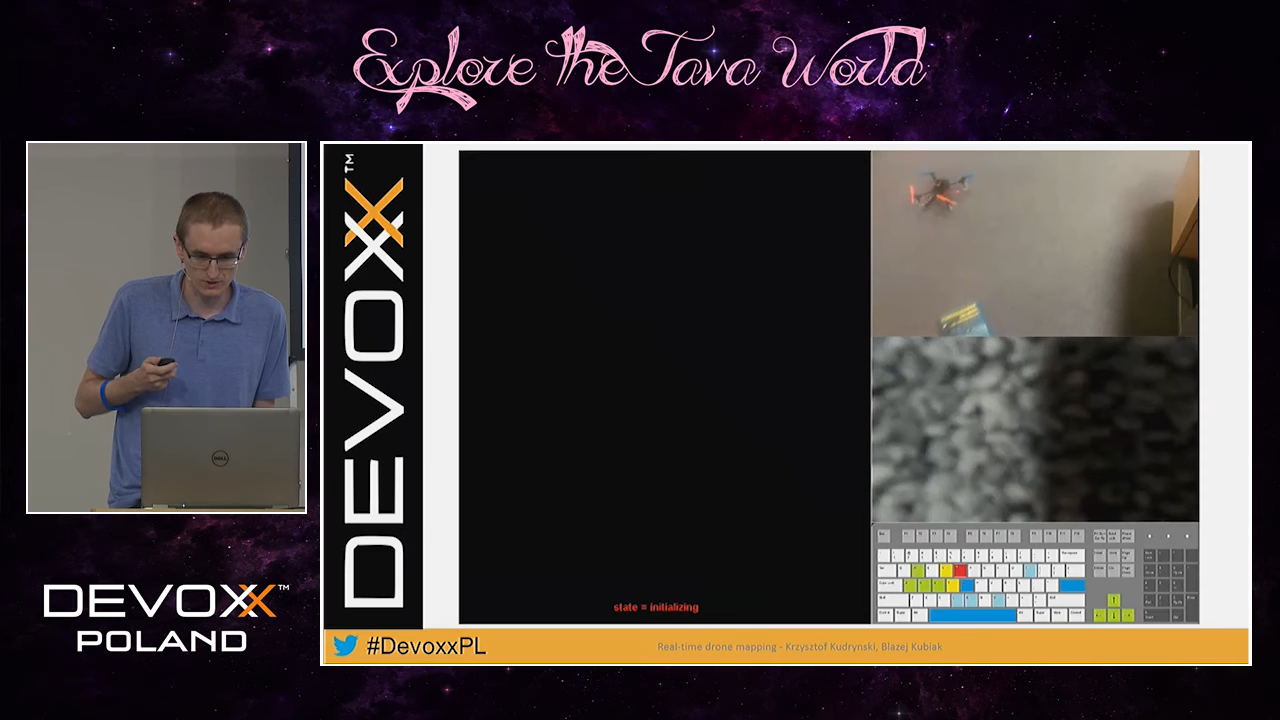 Explore the Java World
DEVOXX™
state = initializing
DELL
DEVOXX™
POLAND
#DevoxxPL
Real-time drone mapping - Krzysztof Kudrynski, Blazej Kubiak